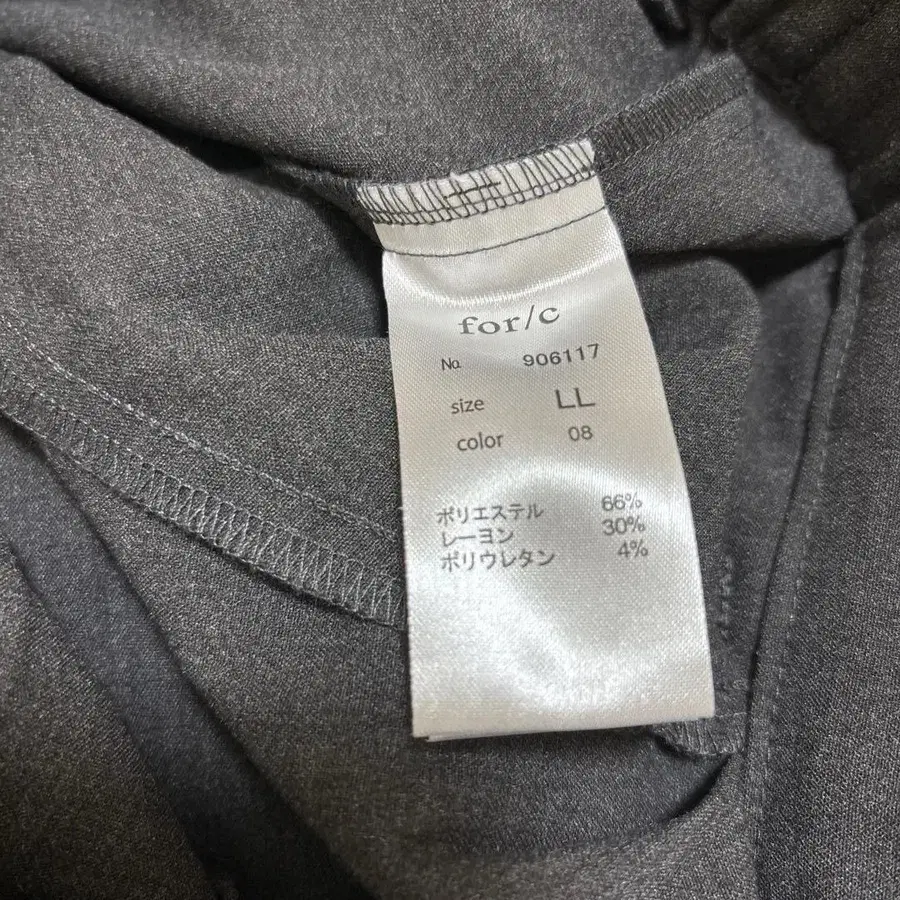 for/c
No. 906117
size LL
color 08
ポリエステル 66%
レーヨン 30%
ポリウレタン 4%